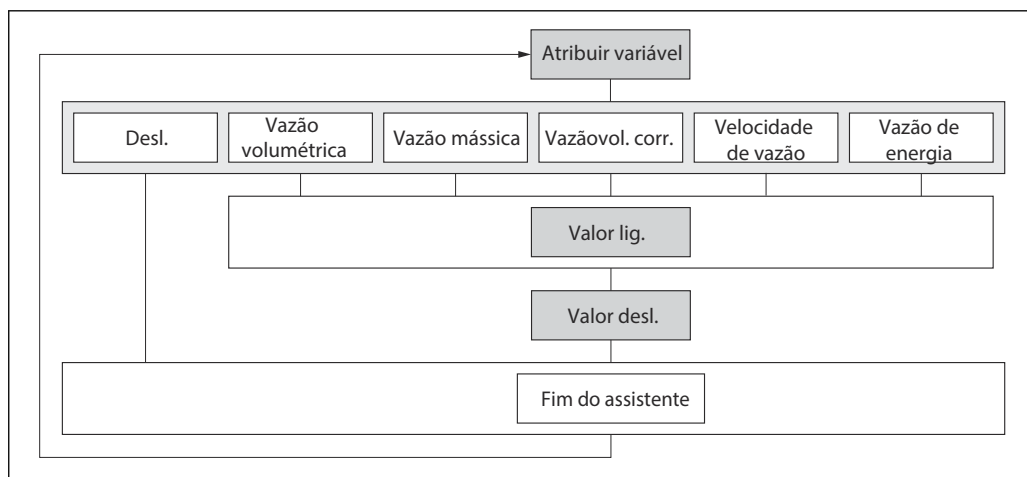 Atribuir variável
Desl.
Vazão
volumétrica
Vazão mássica
Vazãovol. corr.
Velocidade
de vazão
Vazão de
energia
Valor lig.
Valor desl.
Fim do assistente